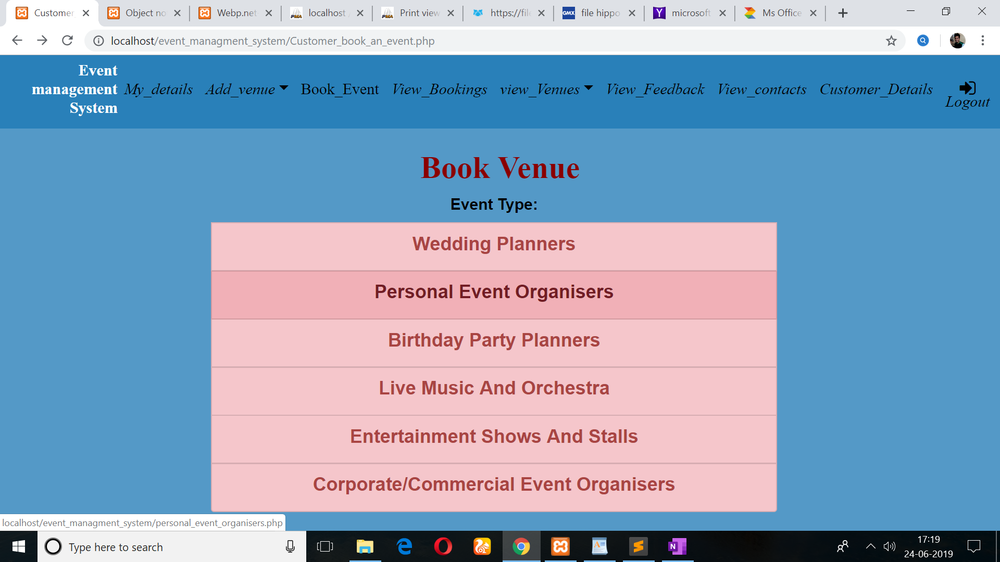 Customer
Object no
Webp.net
localhost /
Print view
https://file
file hippo
microsoft
Ms Office
localhost/event_managment_system/Customer_book_an_event.php
Event
management
System
My_details
Add_venue
Book_Event
View_Bookings
view_Venues
View_Feedback
View_contacts
Customer_Details
Logout
Book Venue
Event Type:
Wedding Planners
Personal Event Organisers
Birthday Party Planners
Live Music And Orchestra
Entertainment Shows And Stalls
Corporate/Commercial Event Organisers
localhost/event_managment_system/personal_event_organisers.php
Type here to search
17:19
24-06-2019